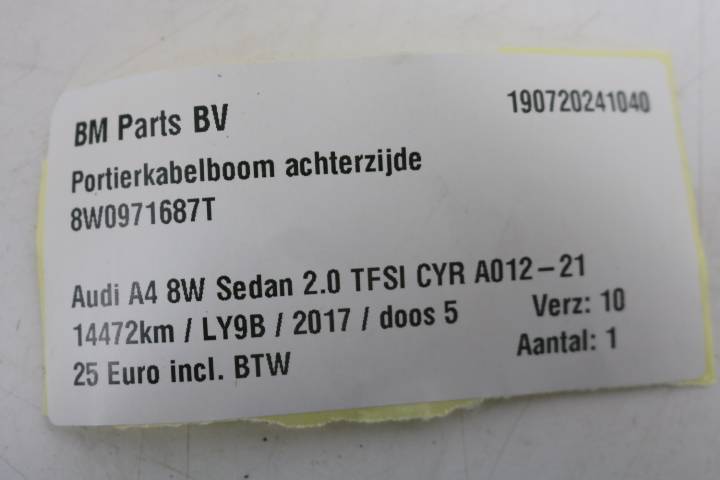 BM Parts BV
190720241040
Portierkabelboom achterzijde
8W0971687T
Audi A4 8W Sedan 2.0 TFSI CYR A012-21
14472km / LY9B / 2017 / doos 5
Verz: 10
25 Euro incl. BTW
Aantal: 1